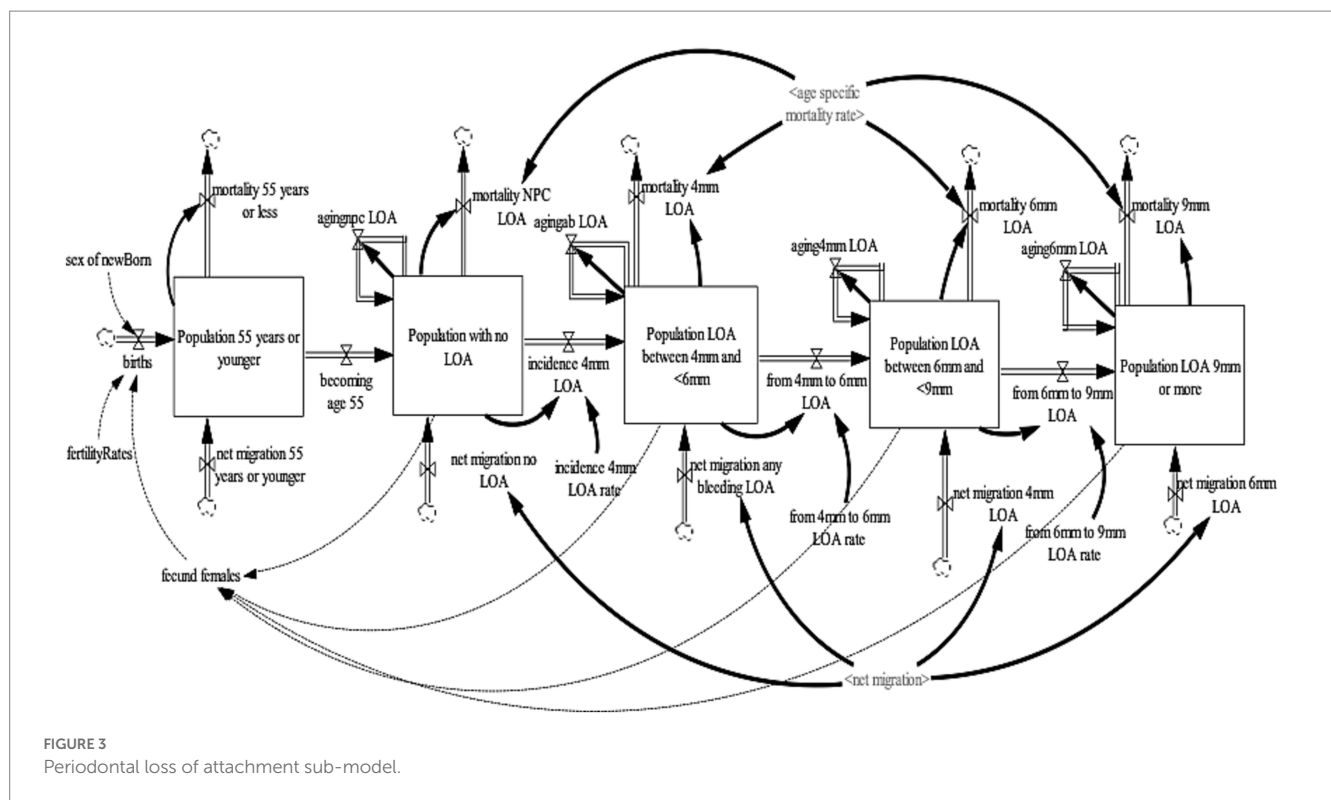 <age specific
mortality rate>
mortality 55 years
or less
mortality NPC
LOA
mortality 4mm
LOA
mortality 6mm
LOA
mortality 9mm
LOA
agingnpc LOA
agingab LOA
aging4mm LOA
aging6mm LOA
sex of newBorn
births
Population 55 years or
younger
becoming
age 55
Population with no
LOA
incidence 4mm
LOA
Population LOA
between 4mm and
<6mm
from 4mm to 6mm
LOA
Population LOA
between 6mm and
<9mm
from 6mm to 9mm
LOA
Population LOA 9mm
or more
fertilityRates
net migration 55
years or younger
net migration no
LOA
incidence 4mm
LOA rate
net migration any
bleeding LOA
from 4mm to 6mm
LOA rate
net migration 4mm
LOA
from 6mm to 9mm
LOA rate
net migration 6mm
LOA
fecund females
<net migration>
FIGURE 3
Periodontal loss of attachment sub-model.